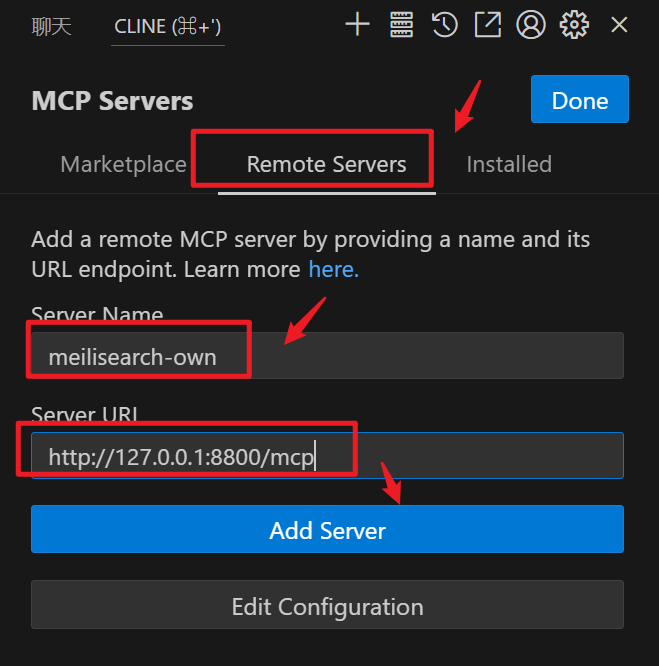 聊天 CLINE (⌘+')
MCP Servers
Done
Marketplace Remote Servers Installed
Add a remote MCP server by providing a name and its
URL endpoint. Learn more here.
Server Name
meilisearch-own
Server URL
http://127.0.0.1:8800/mcp
Add Server
Edit Configuration